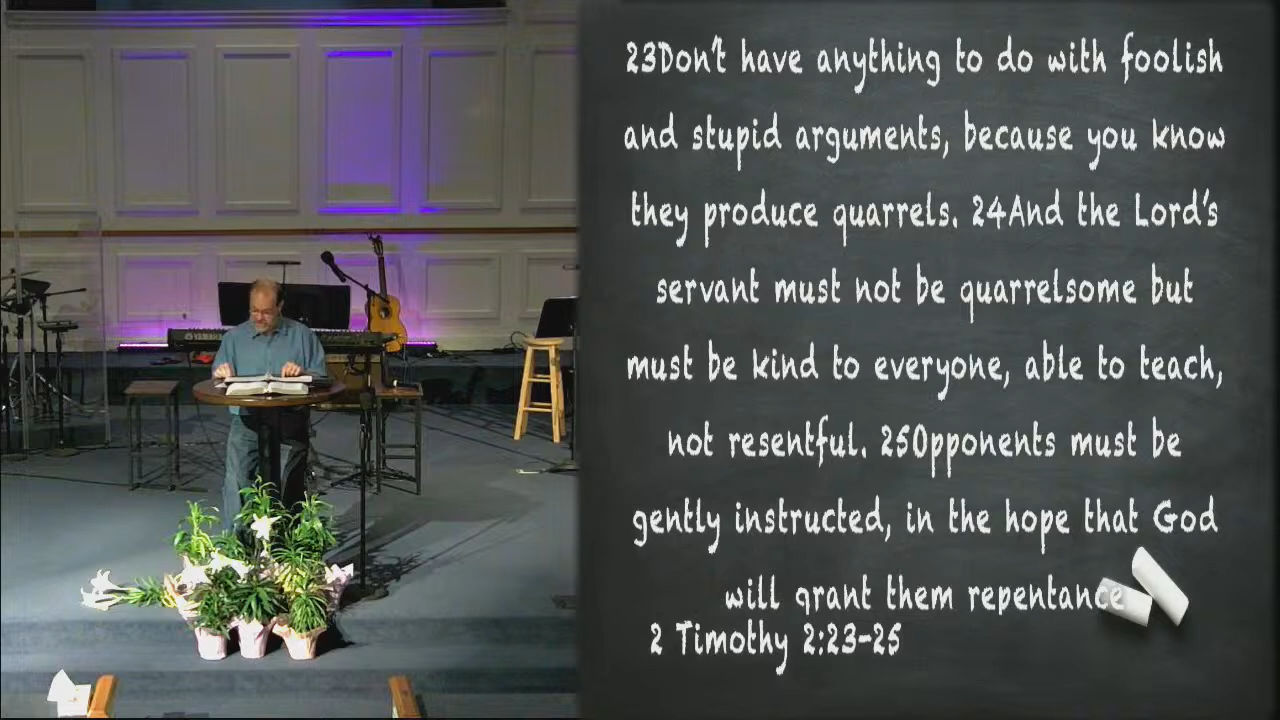 23Don't have anything to do with foolish
and stupid arguments, because you know
they produce quarrels. 24And the Lord's
servant must not be quarrelsome but
must be kind to everyone, able to teach,
not resentful. 25Opponents must be
gently instructed, in the hope that God
will grant them repentance
2 Timothy 2:23-25
YAMAHA